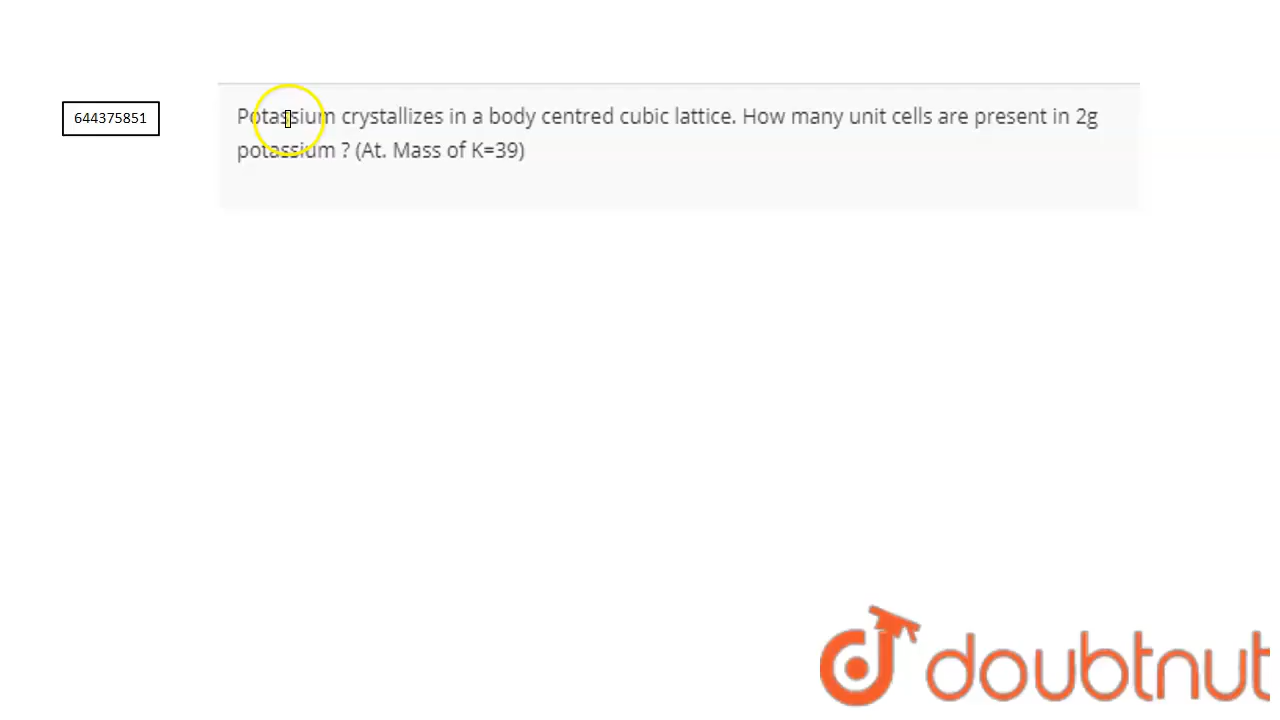 644375851
Potassium crystallizes in a body centred cubic lattice. How many unit cells are present in 2g
potassium ? (At. Mass of K=39)
doubtnut